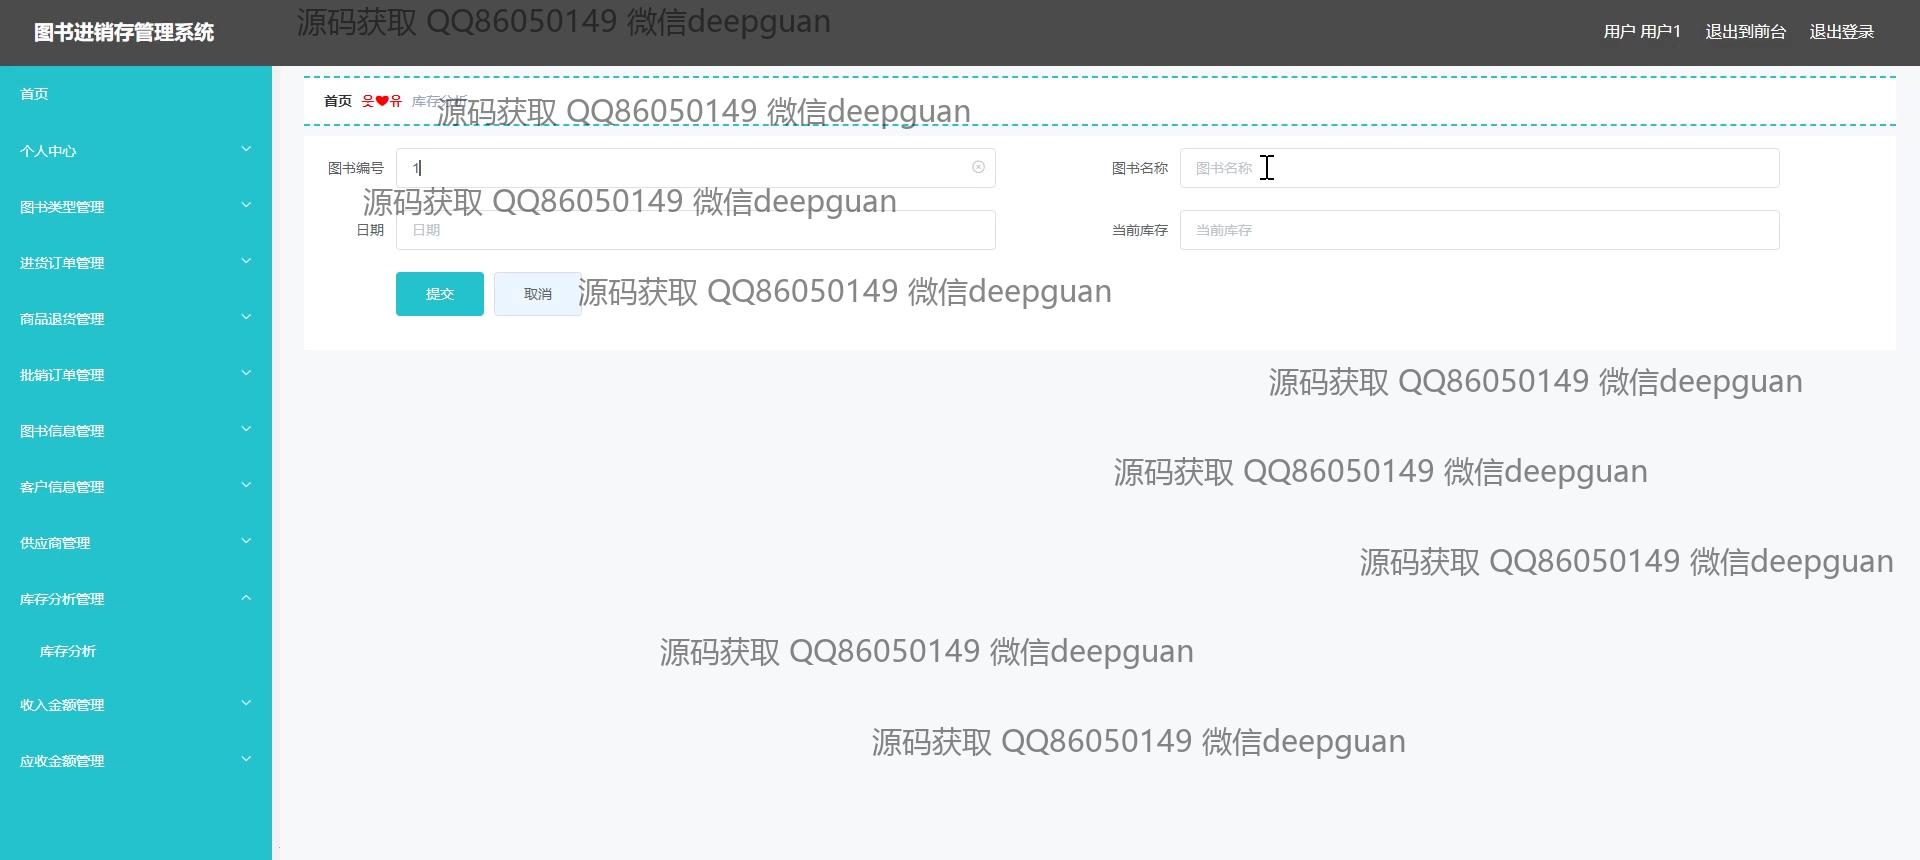 图书进销存管理系统
源码获取 QQ86050149 微信deepguan
用户 用户1 退出到前台 退出登录
首页
个人中心
图书类型管理
进货订单管理
商品退货管理
批销订单管理
图书信息管理
客户信息管理
供应商管理
库存分析管理
库存分析
收入金额管理
应收金额管理
首页 웃❤유 库存分析
源码获取 QQ86050149 微信deepguan
图书编号 1
图书名称 图书名称
源码获取 QQ86050149 微信deepguan
日期 日期
当前库存 当前库存
提交 取消
源码获取 QQ86050149 微信deepguan
源码获取 QQ86050149 微信deepguan
源码获取 QQ86050149 微信deepguan
源码获取 QQ86050149 微信deepguan
源码获取 QQ86050149 微信deepguan
源码获取 QQ86050149 微信deepguan